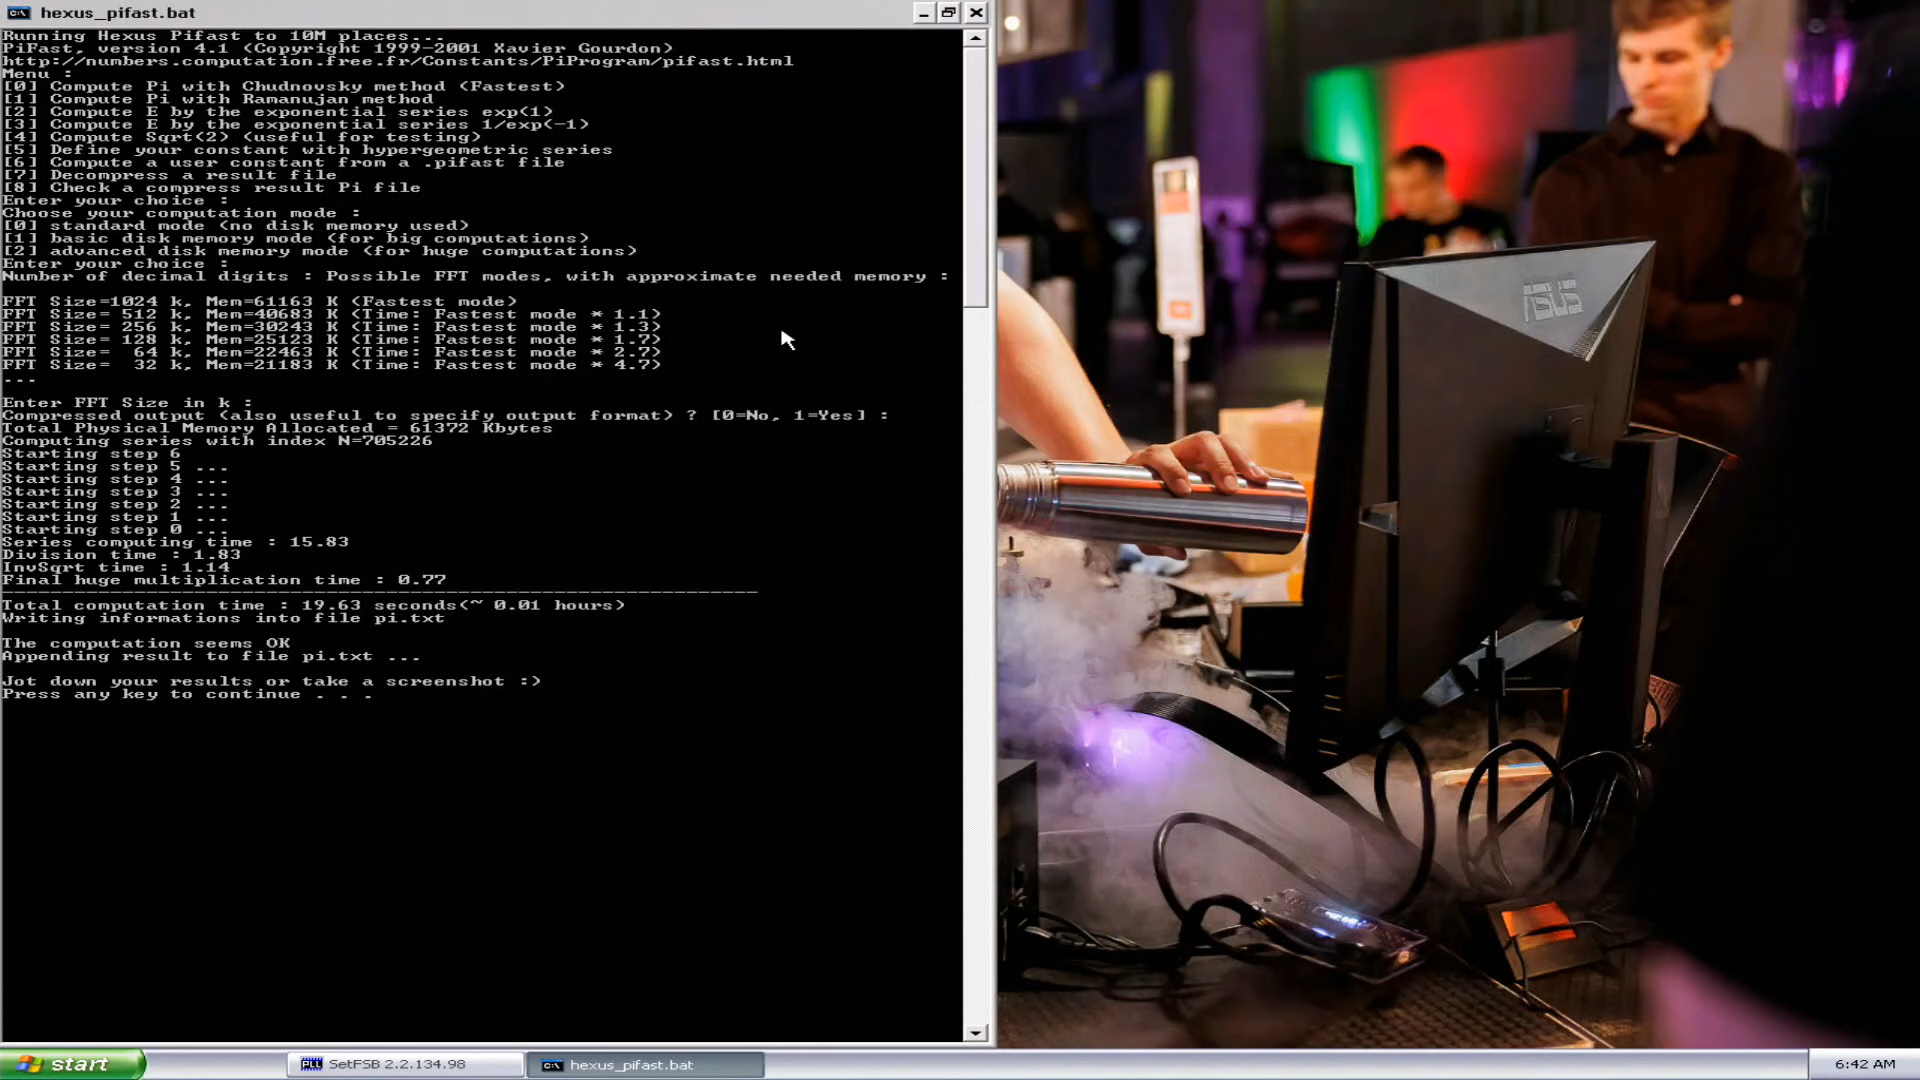 hexus_pifast.bat
Running Hexus Pifast to 10M places...
PiFast, version 4.1 (Copyright 1999-2001 Xavier Gourdon)
http://numbers.computation.free.fr/Constants/PiProgram/pifast.html
Menu :
[0] Compute Pi with Chudnovsky method (Fastest)
[1] Compute Pi with Ramanujan method
[2] Compute E by the exponential series exp(1)
[3] Compute E by the exponential series 1/exp(-1)
[4] Compute Sqrt(2) (useful for testing)
[5] Define your constant with hypergeometric series
[6] Compute a user constant from a .pifast file
[7] Decompress a result file
[8] Check a compress result Pi file
Enter your choice :
Choose your computation mode :
[0] standard mode (no disk memory used)
[1] basic disk memory mode (for big computations)
[2] advanced disk memory mode (for huge computations)
Enter your choice :
Number of decimal digits : Possible FFT modes, with approximate needed memory :
FFT Size=1024 k, Mem=61163 K (Fastest mode)
FFT Size= 512 k, Mem=40683 K (Time: Fastest mode * 1.1)
FFT Size= 256 k, Mem=30243 K (Time: Fastest mode * 1.3)
FFT Size= 128 k, Mem=25123 K (Time: Fastest mode * 1.7)
FFT Size=  64 k, Mem=22463 K (Time: Fastest mode * 2.7)
FFT Size=  32 k, Mem=21183 K (Time: Fastest mode * 4.7)
...
Enter FFT Size in k :
Compressed output (also useful to specify output format) ? [0=No, 1=Yes] :
Total Physical Memory Allocated = 61372 Kbytes
Computing series with index N=705226
Starting step 6
Starting step 5 ...
Starting step 4 ...
Starting step 3 ...
Starting step 2 ...
Starting step 1 ...
Starting step 0 ...
Series computing time : 15.83
Division time : 1.83
InvSqrt time : 1.14
Final huge multiplication time : 0.77
Total computation time : 19.63 seconds(~ 0.01 hours)
Writing informations into file pi.txt
The computation seems OK
Appending result to file pi.txt ...
Jot down your results or take a screenshot :)
Press any key to continue . . .
ASUS
start
PLL
SetFSB 2.2.134.98
hexus_pifast.bat
6:42 AM